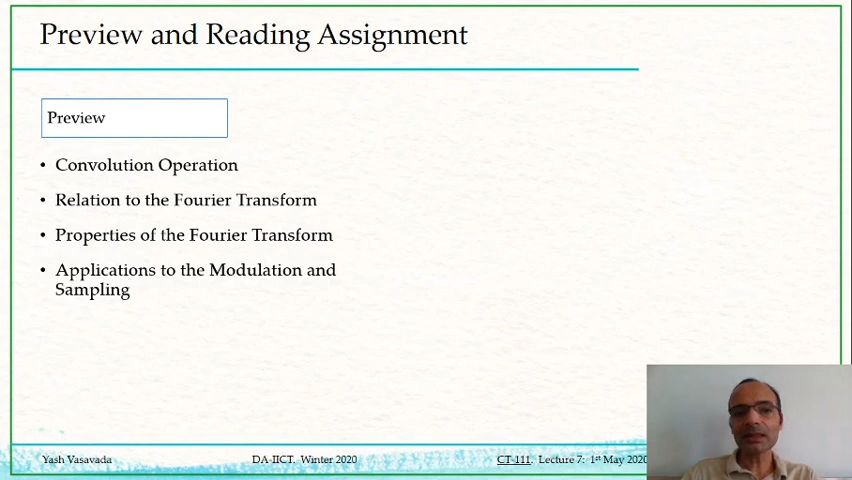 Preview and Reading Assignment
Preview
• Convolution Operation
• Relation to the Fourier Transform
• Properties of the Fourier Transform
• Applications to the Modulation and
Sampling
Yash Vasavada DA-IICT, Winter 2020 CT-111, Lecture 7: 1st May 2020